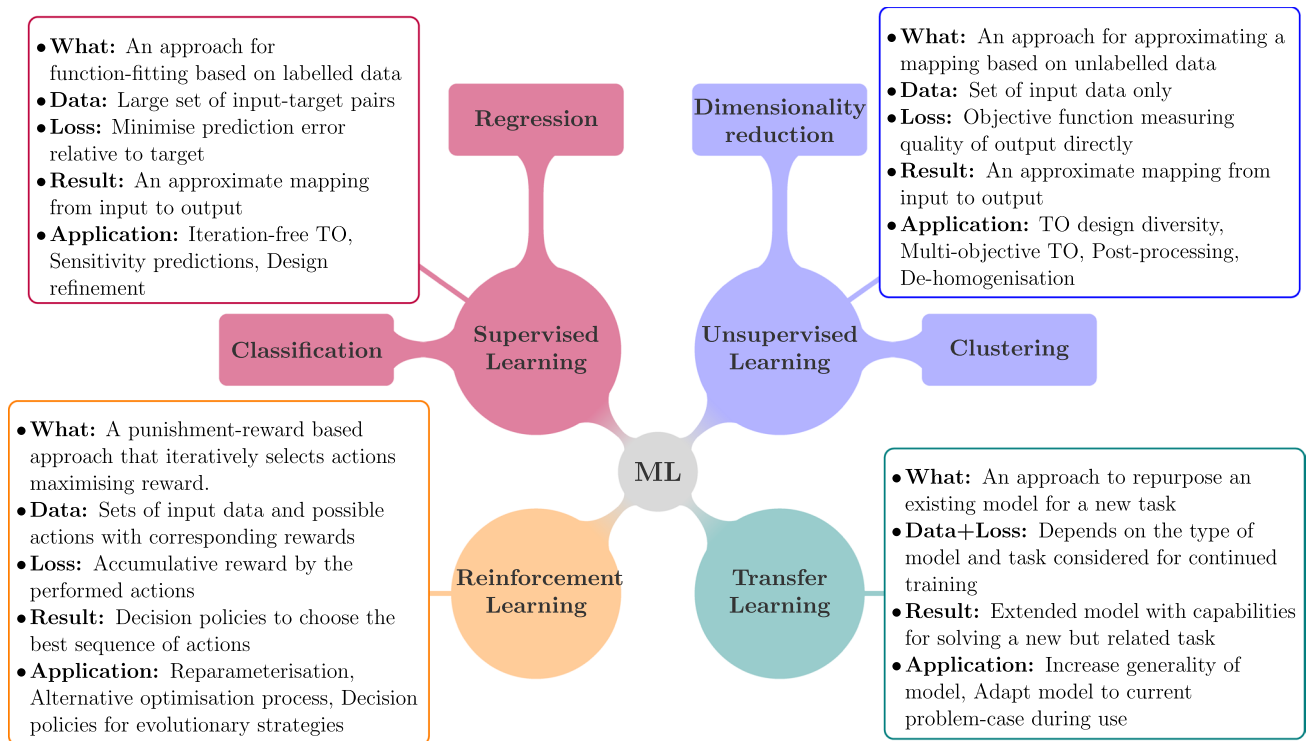 • What: An approach for
function-fitting based on labelled data
• Data: Large set of input-target pairs
• Loss: Minimise prediction error
relative to target
• Result: An approximate mapping
from input to output
• Application: Iteration-free TO,
Sensitivity predictions, Design
refinement
Regression
Dimensionality
reduction
• What: An approach for approximating a
mapping based on unlabelled data
• Data: Set of input data only
• Loss: Objective function measuring
quality of output directly
• Result: An approximate mapping from
input to output
• Application: TO design diversity,
Multi-objective TO, Post-processing,
De-homogenisation
Classification
Supervised
Learning
Unsupervised
Learning
Clustering
ML
• What: A punishment-reward based
approach that iteratively selects actions
maximising reward.
• Data: Sets of input data and possible
actions with corresponding rewards
• Loss: Accumulative reward by the
performed actions
• Result: Decision policies to choose the
best sequence of actions
• Application: Reparameterisation,
Alternative optimisation process, Decision
policies for evolutionary strategies
Reinforcement
Learning
Transfer
Learning
• What: An approach to repurpose an
existing model for a new task
• Data+Loss: Depends on the type of
model and task considered for continued
training
• Result: Extended model with capabilities
for solving a new but related task
• Application: Increase generality of
model, Adapt model to current
problem-case during use